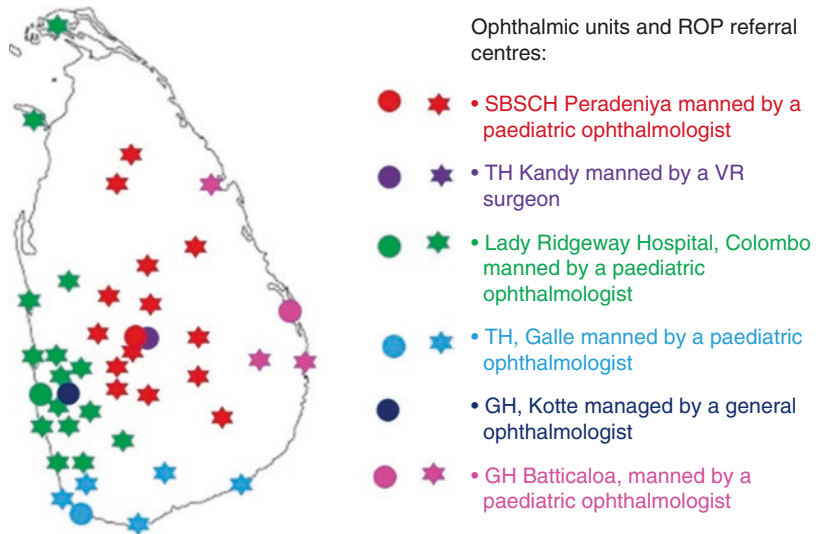 Ophthalmic units and ROP referral
centres:
• SBSCH Peradeniya manned by a
paediatric ophthalmologist
• TH Kandy manned by a VR
surgeon
• Lady Ridgeway Hospital, Colombo
manned by a paediatric
ophthalmologist
• TH, Galle manned by a paediatric
ophthalmologist
• GH, Kotte managed by a general
ophthalmologist
• GH Batticaloa, manned by a
paediatric ophthalmologist